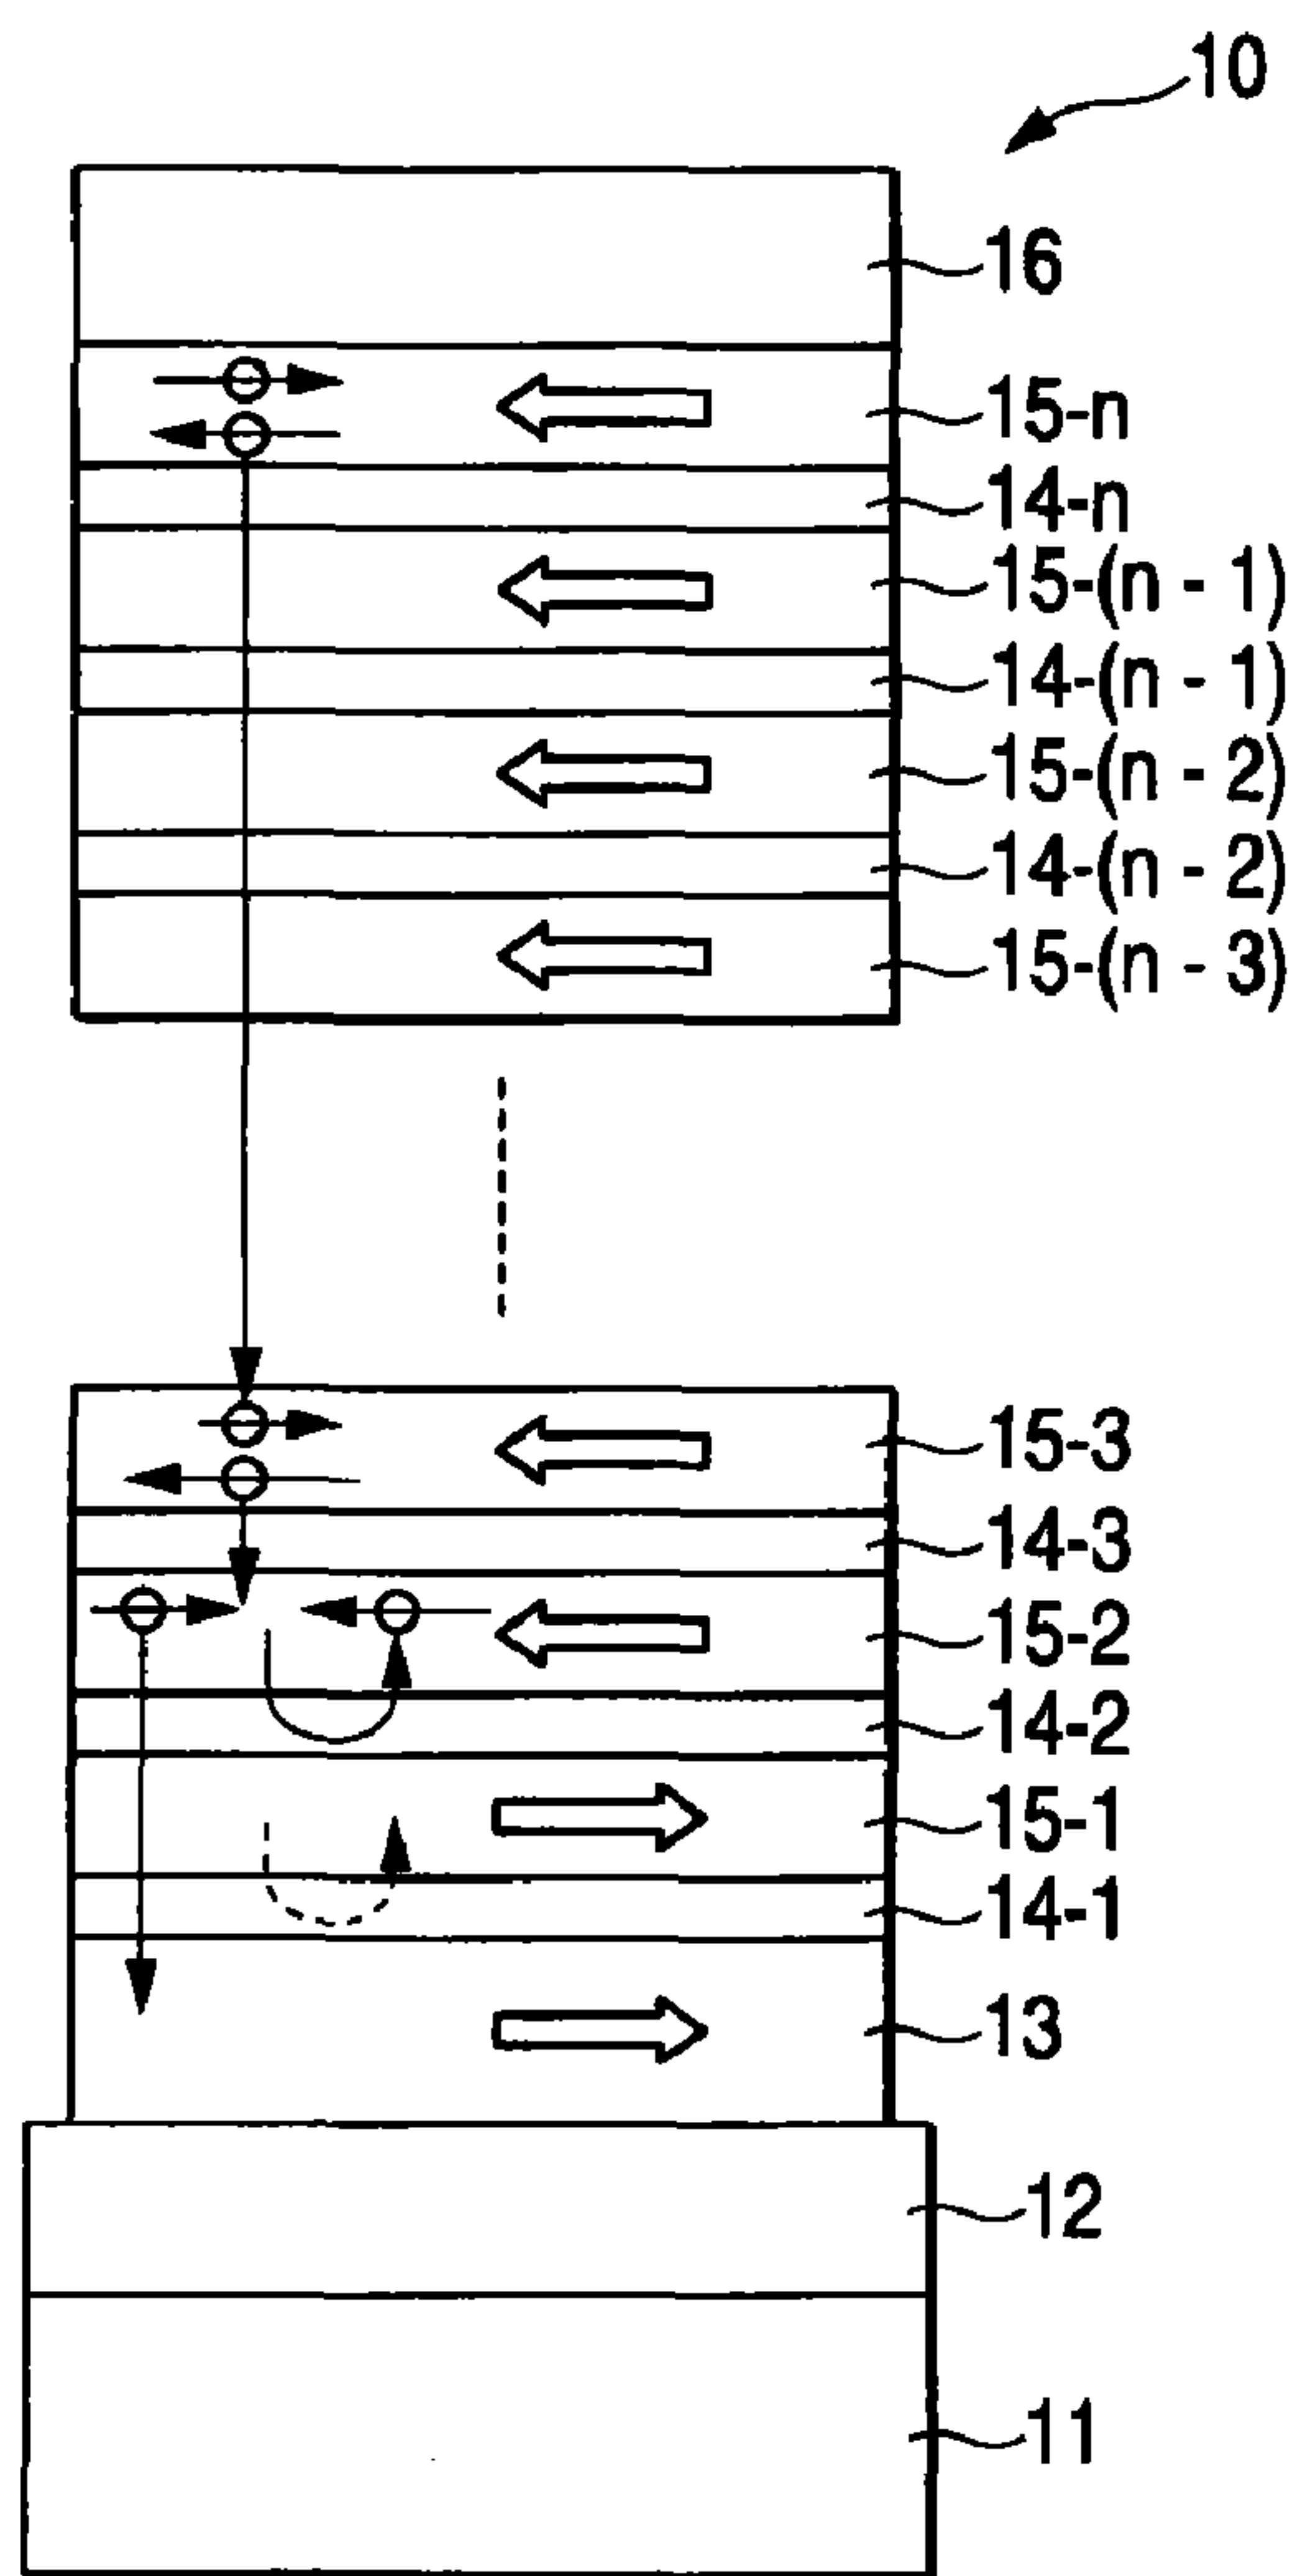 10
16
15-n
14-n
15-(n - 1)
14-(n - 1)
15-(n - 2)
14-(n - 2)
15-(n - 3)
15-3
14-3
15-2
14-2
15-1
14-1
13
12
11